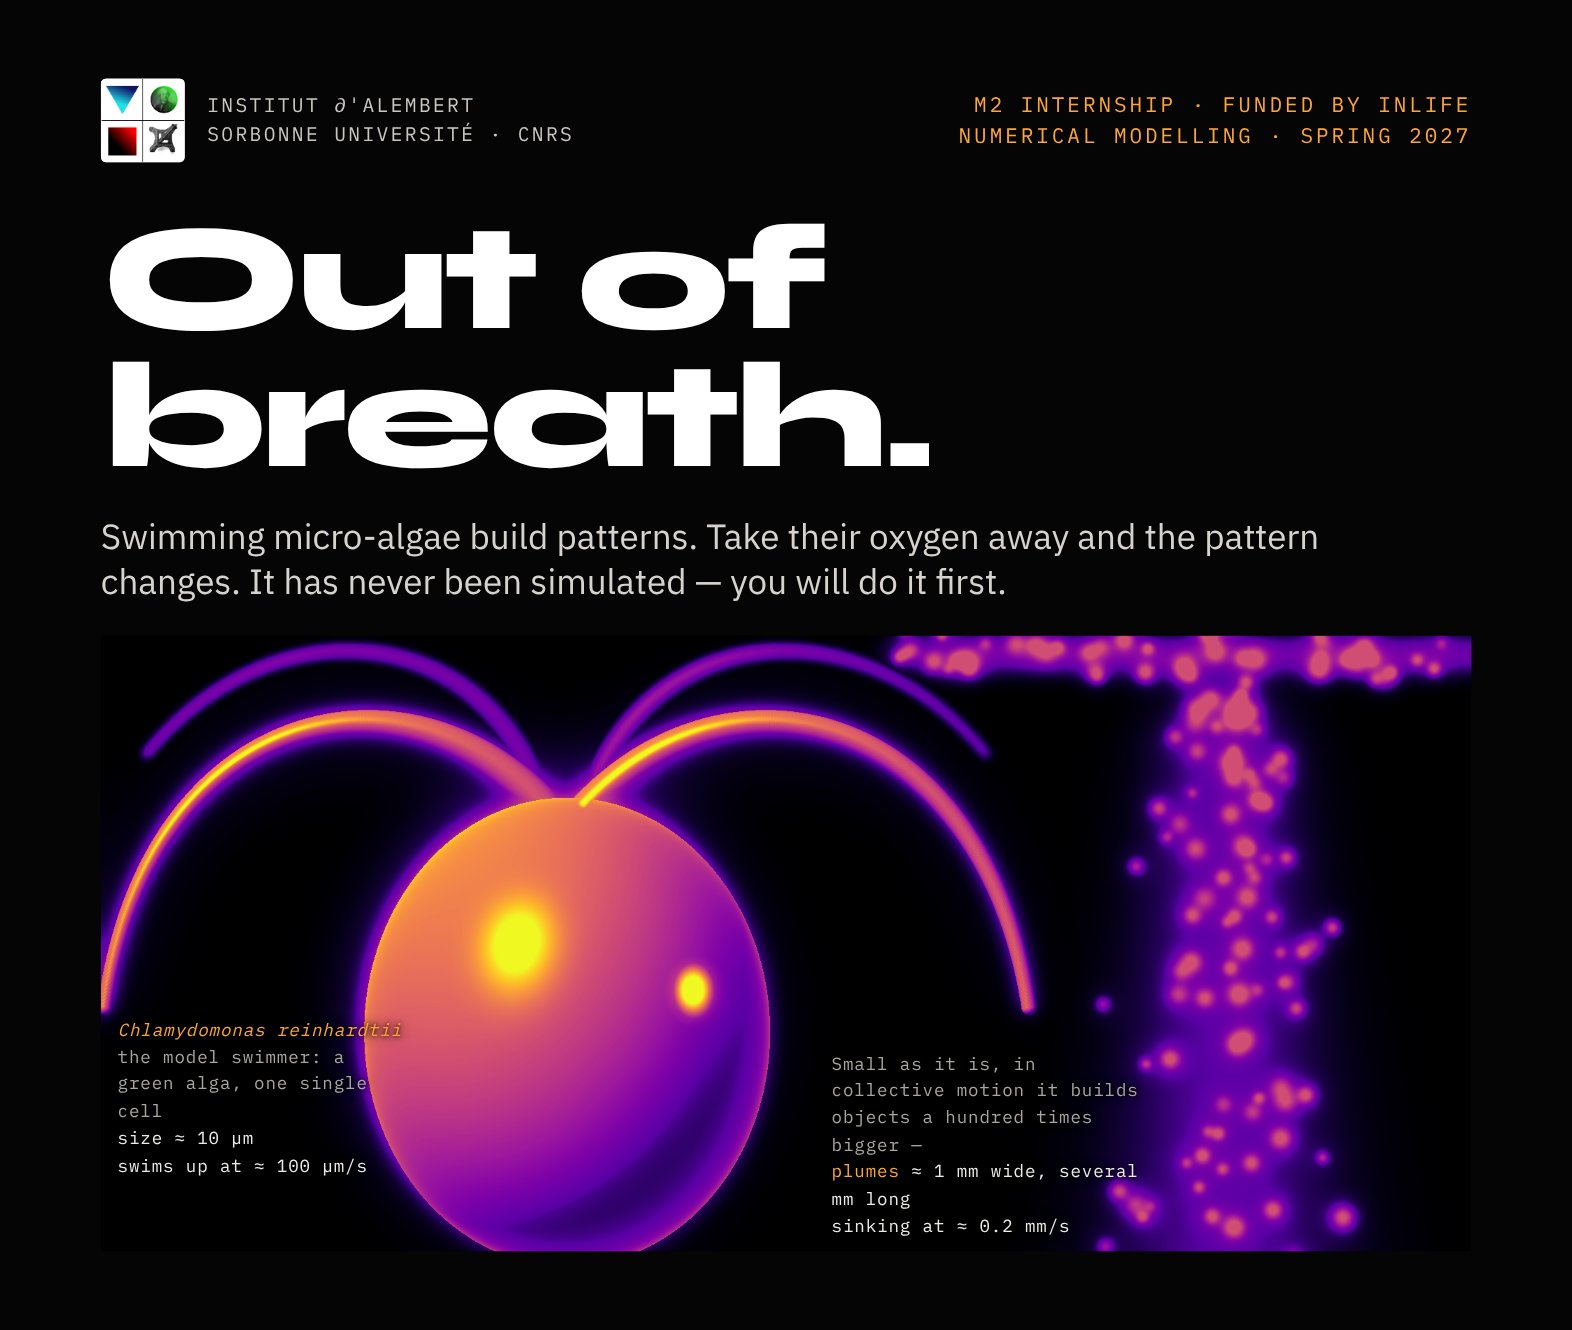 INSTITUT ∂'ALEMBERT
SORBONNE UNIVERSITÉ · CNRS
M2 INTERNSHIP · FUNDED BY INLIFE
NUMERICAL MODELLING · SPRING 2027
Out of
breath.
Swimming micro-algae build patterns. Take their oxygen away and the pattern
changes. It has never been simulated — you will do it first.
Chlamydomonas reinhardtii
the model swimmer: a
green alga, one single
cell
size ≈ 10 µm
swims up at ≈ 100 µm/s
Small as it is, in
collective motion it builds
objects a hundred times
bigger —
plumes ≈ 1 mm wide, several
mm long
sinking at ≈ 0.2 mm/s